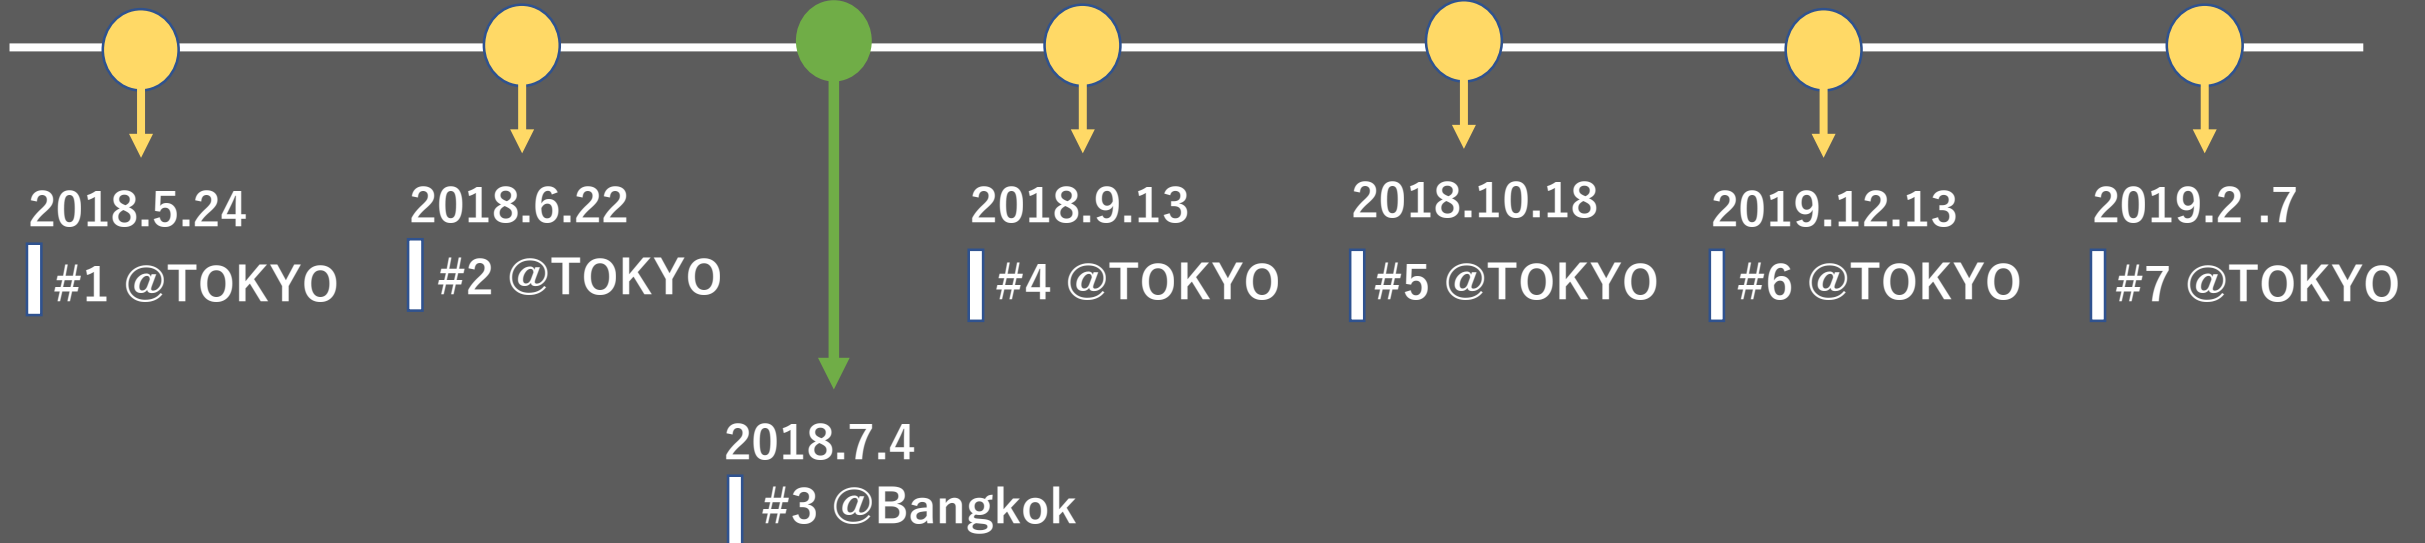 2018.5.24
#1 @TOKYO
2018.6.22
#2 @TOKYO
2018.7.4
#3 @Bangkok
2018.9.13
#4 @TOKYO
2018.10.18
#5 @TOKYO
2019.12.13
#6 @TOKYO
2019.2 .7
#7 @TOKYO